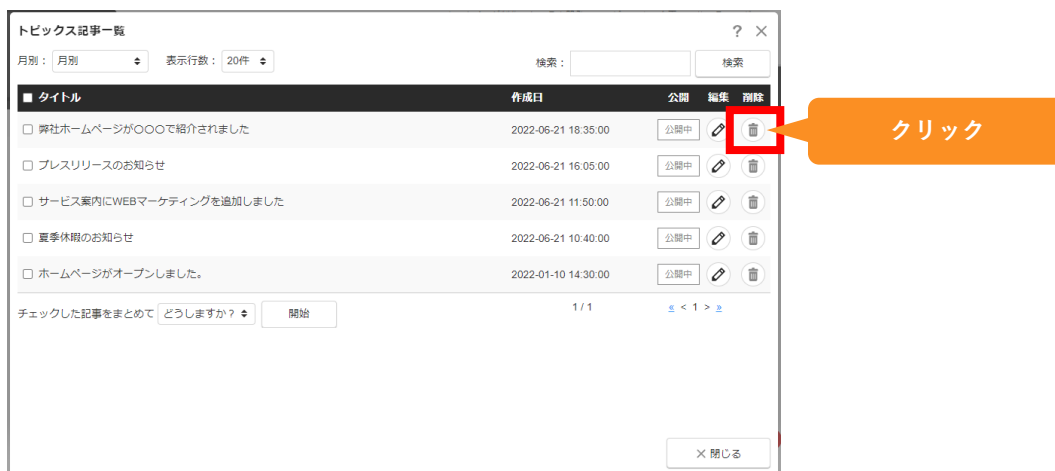 トピックス記事一覧 ? ×
月別： 月別 表示行数： 20件 検索： 検索
タイトル 作成日 公開 編集 削除
弊社ホームページが〇〇〇で紹介されました 2022-06-21 18:35:00 公開中
クリック
プレスリリースのお知らせ 2022-06-21 16:05:00 公開中
サービス案内にWEBマーケティングを追加しました 2022-06-21 11:50:00 公開中
夏季休暇のお知らせ 2022-06-21 10:40:00 公開中
ホームページがオープンしました。 2022-01-10 14:30:00 公開中
チェックした記事をまとめて どうしますか？ 開始 1 / 1 « < 1 > »
×閉じる